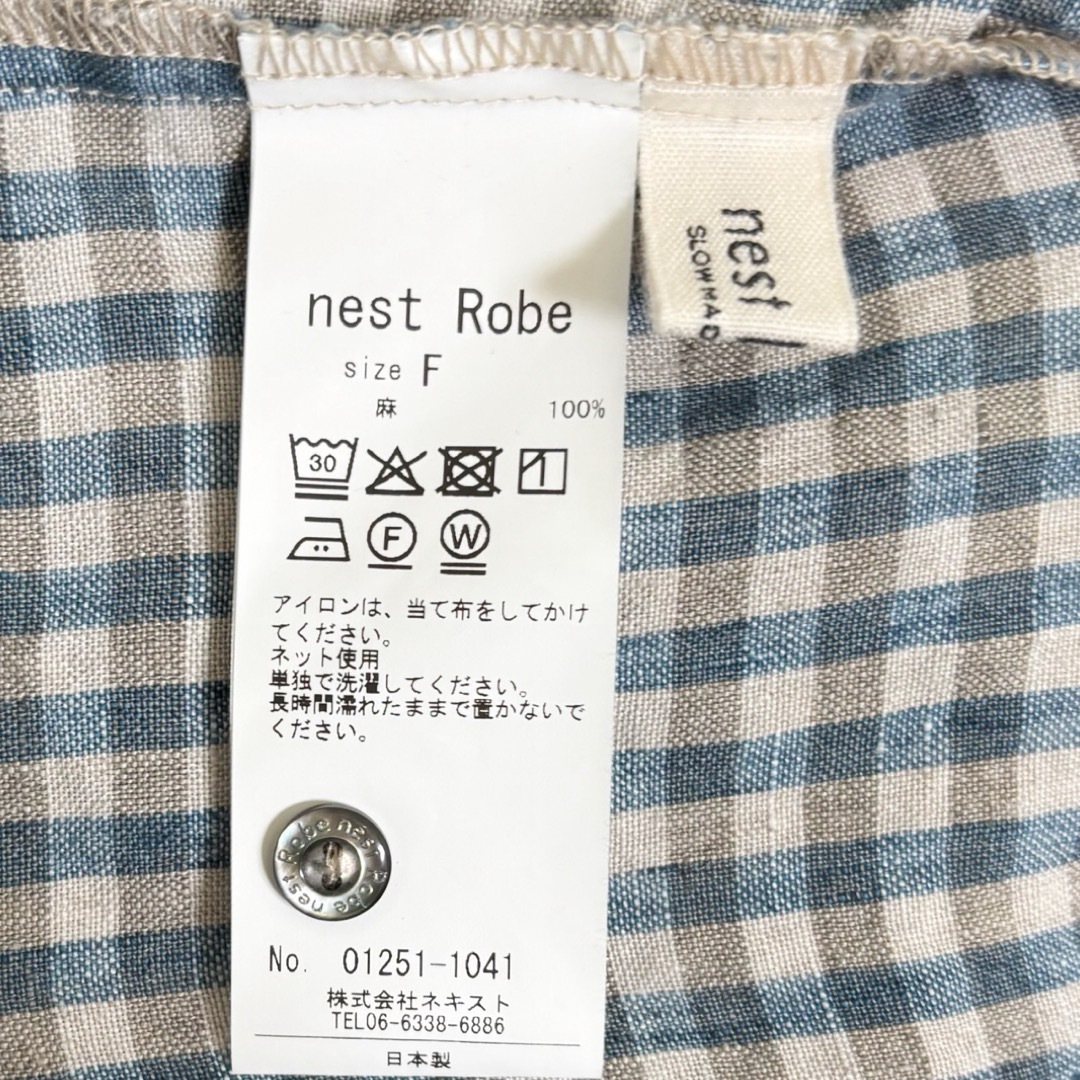 nest Robe
size F
麻 100%
30
F W
アイロンは、当て布をしてかけ
てください。
ネット使用
単独で洗濯してください。
長時間濡れたままで置かないで
ください。
nest Robe nest Robe
No. 01251-1041
株式会社ネキスト
TEL06-6338-6886
日本製
nest
SLOW MAD